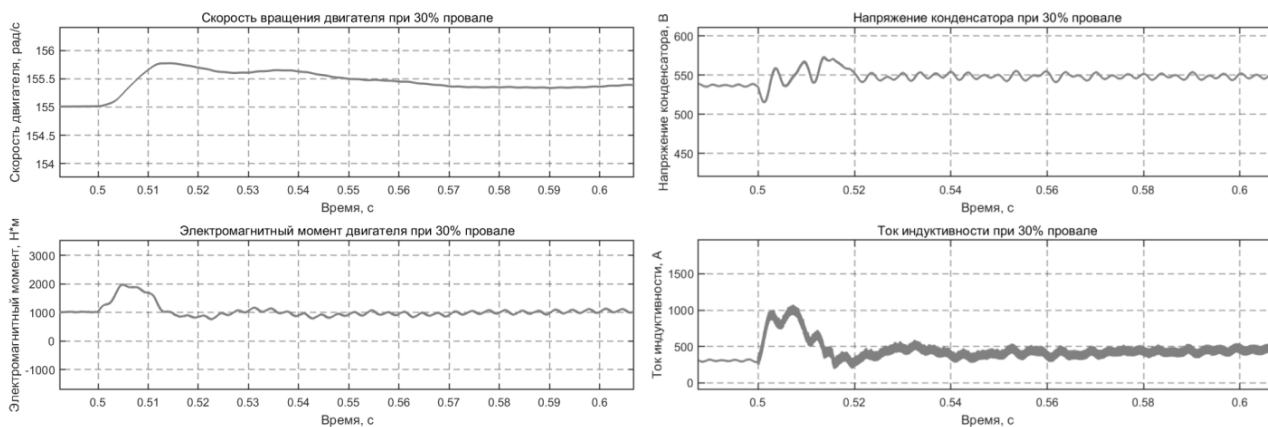 Скорость вращения двигателя при 30% провале
Скорость двигателя, рад/с
156
155.5
155
154.5
154
0.5 0.51 0.52 0.53 0.54 0.55 0.56 0.57 0.58 0.59 0.6
Время, с
Напряжение конденсатора при 30% провале
Напряжение конденсатора, В
600
550
500
450
0.5 0.52 0.54 0.56 0.58 0.6
Время, с
Электромагнитный момент двигателя при 30% провале
Электромагнитный момент, Н*м
3000
2000
1000
0
-1000
0.5 0.51 0.52 0.53 0.54 0.55 0.56 0.57 0.58 0.59 0.6
Время, с
Ток индуктивности при 30% провале
Ток индуктивности, А
1500
1000
500
0
0.5 0.52 0.54 0.56 0.58 0.6
Время, с